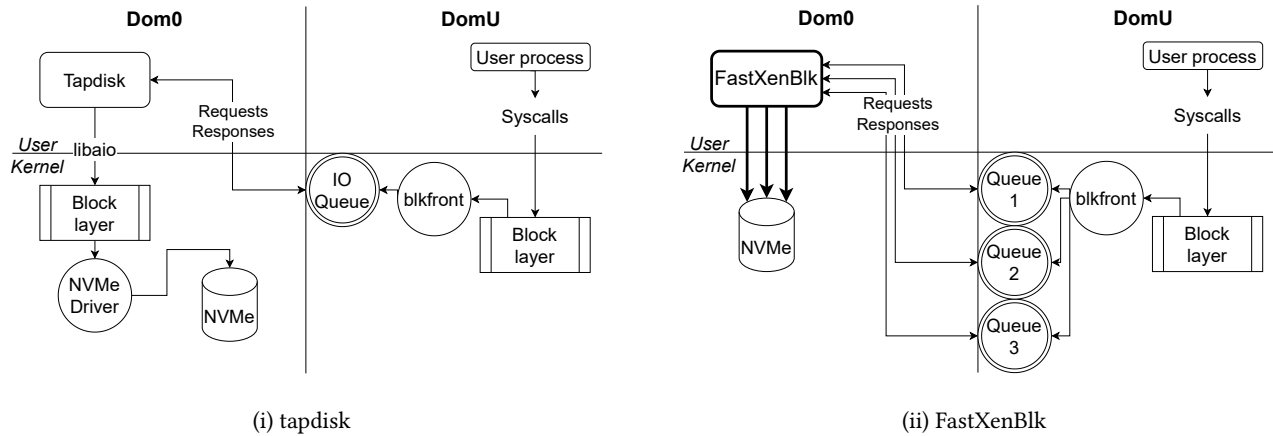 Dom0
DomU
Tapdisk
User process
Requests
Responses
Syscalls
User
Kernel
libaio
IO
Queue
blkfront
Block
layer
Block
layer
NVMe
Driver
NVMe
(i) tapdisk
Dom0
DomU
FastXenBlk
User process
Requests
Responses
Syscalls
User
Kernel
Queue
1
blkfront
NVMe
Block
layer
Queue
2
Queue
3
(ii) FastXenBlk